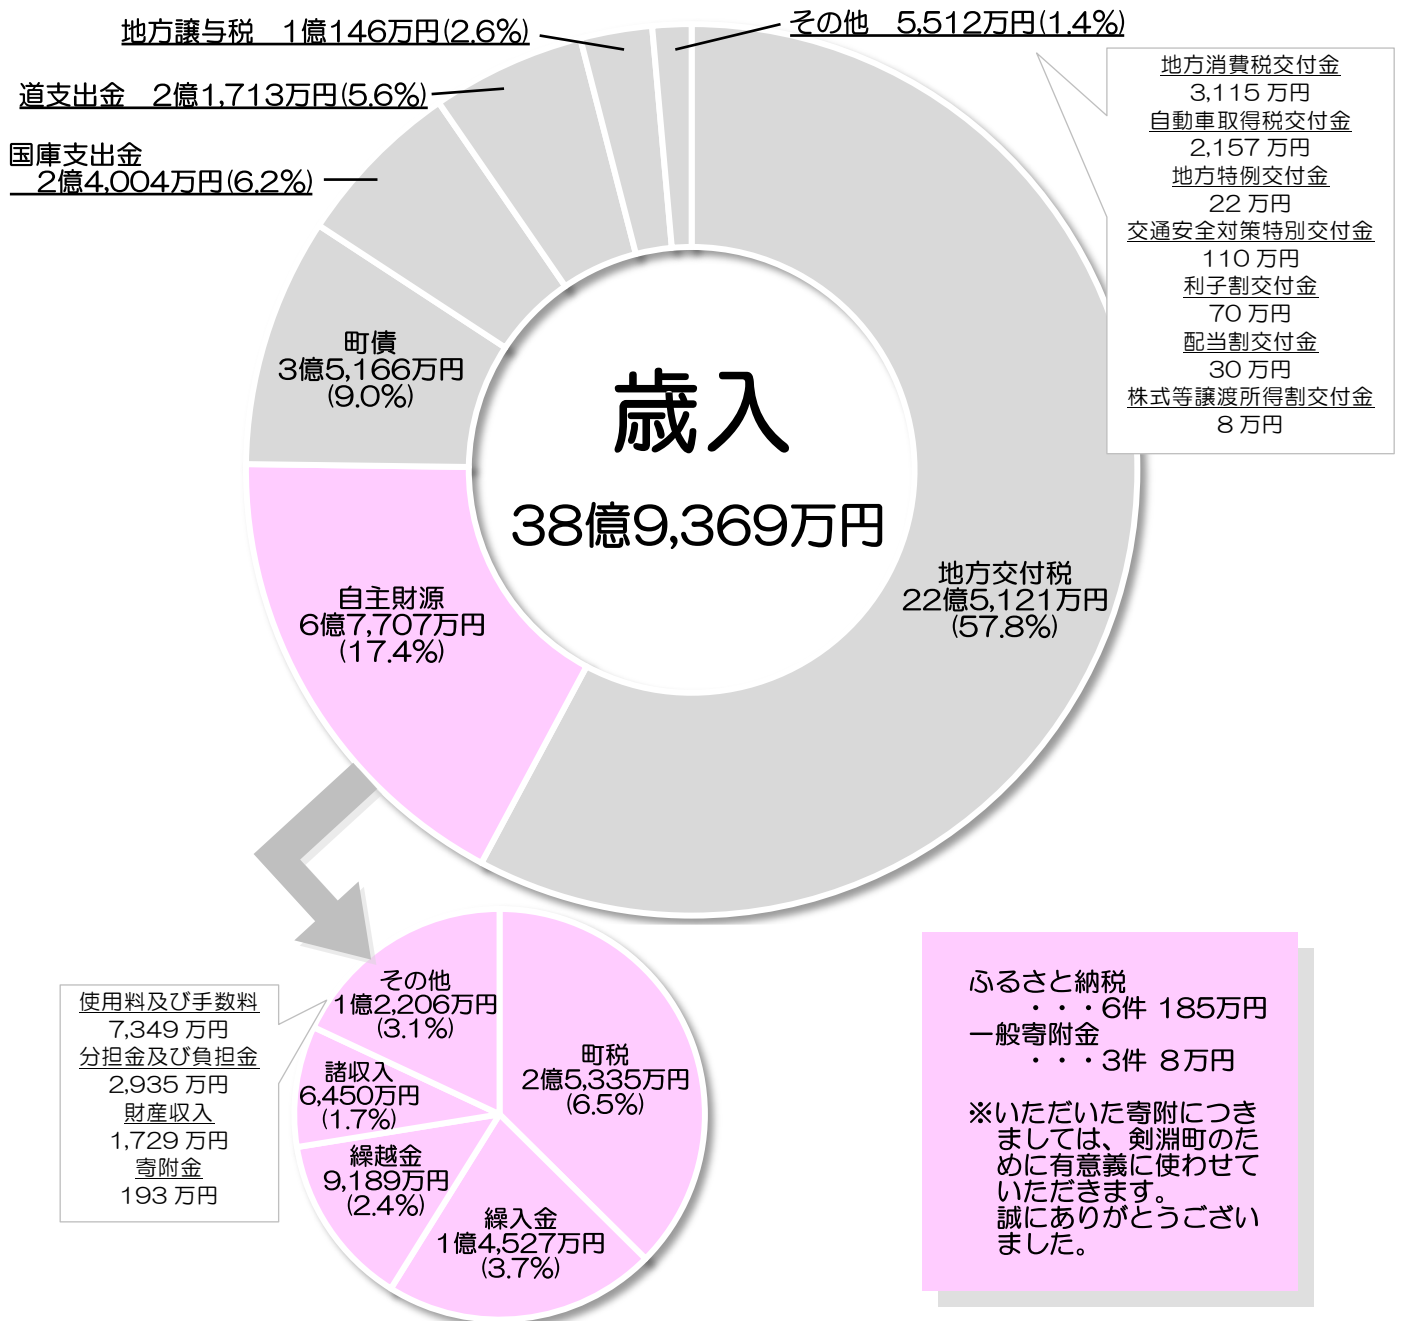 地方譲与税　1億146万円(2.6%)
その他　5,512万円(1.4%)
道支出金　2億1,713万円(5.6%)
国庫支出金
2億4,004万円(6.2%)
地方消費税交付金
3,115 万円
自動車取得税交付金
2,157 万円
地方特例交付金
22 万円
交通安全対策特別交付金
110 万円
利子割交付金
70 万円
配当割交付金
30 万円
株式等譲渡所得割交付金
8 万円
町債
3億5,166万円
(9.0%)
歳入
38億9,369万円
地方交付税
22億5,121万円
(57.8%)
自主財源
6億7,707万円
(17.4%)
その他
1億2,206万円
(3.1%)
町税
2億5,335万円
(6.5%)
諸収入
6,450万円
(1.7%)
繰越金
9,189万円
(2.4%)
繰入金
1億4,527万円
(3.7%)
使用料及び手数料
7,349 万円
分担金及び負担金
2,935 万円
財産収入
1,729 万円
寄附金
193 万円
ふるさと納税
・・・6件 185万円
一般寄附金
・・・3件 8万円
※いただいた寄附につき
ましては、剣淵町のた
めに有意義に使わせて
いただきます。
誠にありがとうござい
ました。